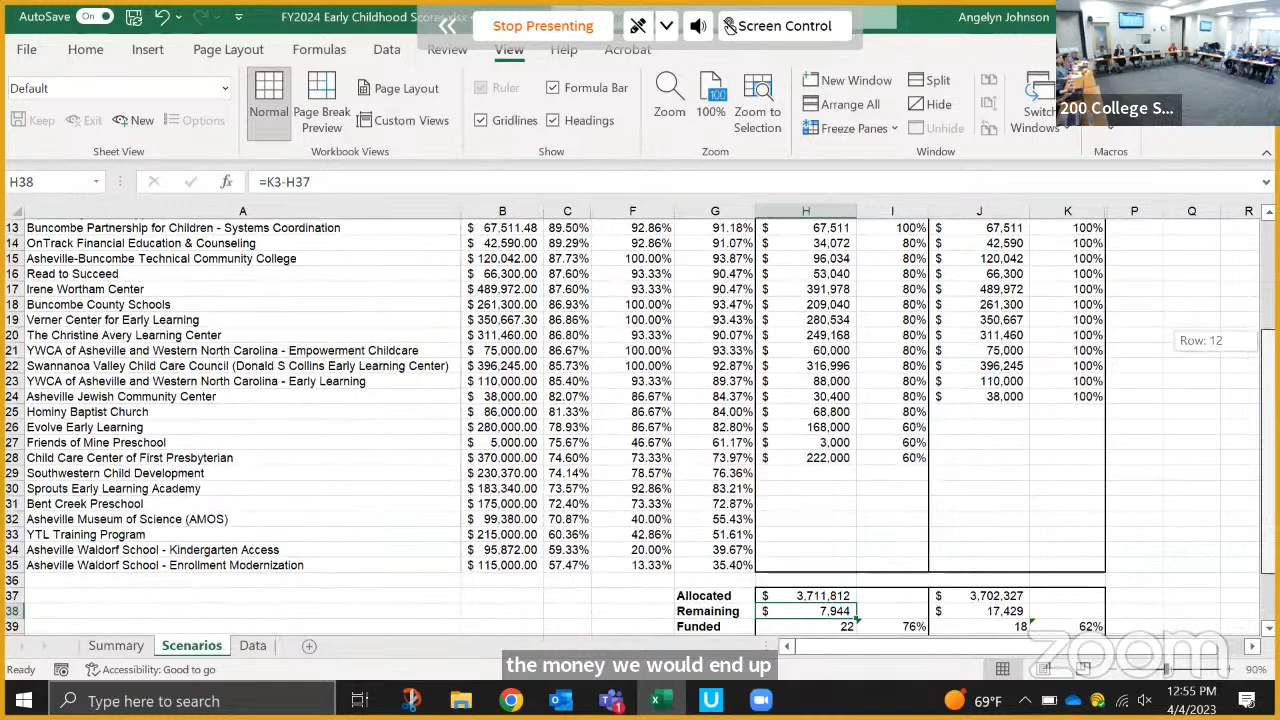 AutoSave On FY2024 Early Childhood Scores.xlsx Angelyn Johnson
Stop Presenting Screen Control
File Home Insert Page Layout Formulas Data Review View Help Acrobat
200 College S...
Default
Keep Exit New Options
Sheet View
Normal
Page Break Preview
Page Layout
Custom Views
Workbook Views
Ruler Formula Bar
Gridlines Headings
Show
Zoom
100%
Zoom to Selection
Zoom
New Window
Arrange All
Freeze Panes
Split
Hide
Unhide
Switch Windows
Window
Macros
H38 fx =K3-H37
A B C F G H I J K P Q R
13 Buncombe Partnership for Children - Systems Coordination $ 67,511.48 89.50% 92.86% 91.18% $ 67,511 100% $ 67,511 100%
14 OnTrack Financial Education & Counseling $ 42,590.00 89.29% 92.86% 91.07% $ 34,072 80% $ 42,590 100%
15 Asheville-Buncombe Technical Community College $ 120,042.00 87.73% 100.00% 93.87% $ 96,034 80% $ 120,042 100%
16 Read to Succeed $ 66,300.00 87.60% 93.33% 90.47% $ 53,040 80% $ 66,300 100%
17 Irene Wortham Center $ 489,972.00 87.60% 93.33% 90.47% $ 391,978 80% $ 489,972 100%
18 Buncombe County Schools $ 261,300.00 86.93% 100.00% 93.47% $ 209,040 80% $ 261,300 100%
19 Verner Center for Early Learning $ 350,667.30 86.86% 100.00% 93.43% $ 280,534 80% $ 350,667 100%
20 The Christine Avery Learning Center $ 311,460.00 86.80% 93.33% 90.07% $ 249,168 80% $ 311,460 100%
21 YWCA of Asheville and Western North Carolina - Empowerment Childcare $ 75,000.00 86.67% 100.00% 93.33% $ 60,000 80% $ 75,000 100%
22 Swannanoa Valley Child Care Council (Donald S Collins Early Learning Center) $ 396,245.00 85.73% 100.00% 92.87% $ 316,996 80% $ 396,245 100%
23 YWCA of Asheville and Western North Carolina - Early Learning $ 110,000.00 85.40% 93.33% 89.37% $ 88,000 80% $ 110,000 100%
24 Asheville Jewish Community Center $ 38,000.00 82.07% 86.67% 84.37% $ 30,400 80% $ 38,000 100%
25 Hominy Baptist Church $ 86,000.00 81.33% 86.67% 84.00% $ 68,800 80%
26 Evolve Early Learning $ 280,000.00 78.93% 86.67% 82.80% $ 168,000 60%
27 Friends of Mine Preschool $ 5,000.00 75.67% 46.67% 61.17% $ 3,000 60%
28 Child Care Center of First Presbyterian $ 370,000.00 74.60% 73.33% 73.97% $ 222,000 60%
29 Southwestern Child Development $ 230,370.00 74.14% 78.57% 76.36%
30 Sprouts Early Learning Academy $ 183,340.00 73.57% 92.86% 83.21%
31 Bent Creek Preschool $ 175,000.00 72.40% 73.33% 72.87%
32 Asheville Museum of Science (AMOS) $ 99,380.00 70.87% 40.00% 55.43%
33 YTL Training Program $ 215,000.00 60.36% 42.86% 51.61%
34 Asheville Waldorf School - Kindergarten Access $ 95,872.00 59.33% 20.00% 39.67%
35 Asheville Waldorf School - Enrollment Modernization $ 115,000.00 57.47% 13.33% 35.40%
Row: 12
36
37 Allocated $ 3,711,812 $ 3,702,327
38 Remaining $ 7,944 $ 17,429
39 Funded 22 76% 18 62%
Summary Scenarios Data
zoom
Ready Accessibility: Good to go 90%
the money we would end up
Type here to search
1
U
69°F
12:55 PM
4/4/2023